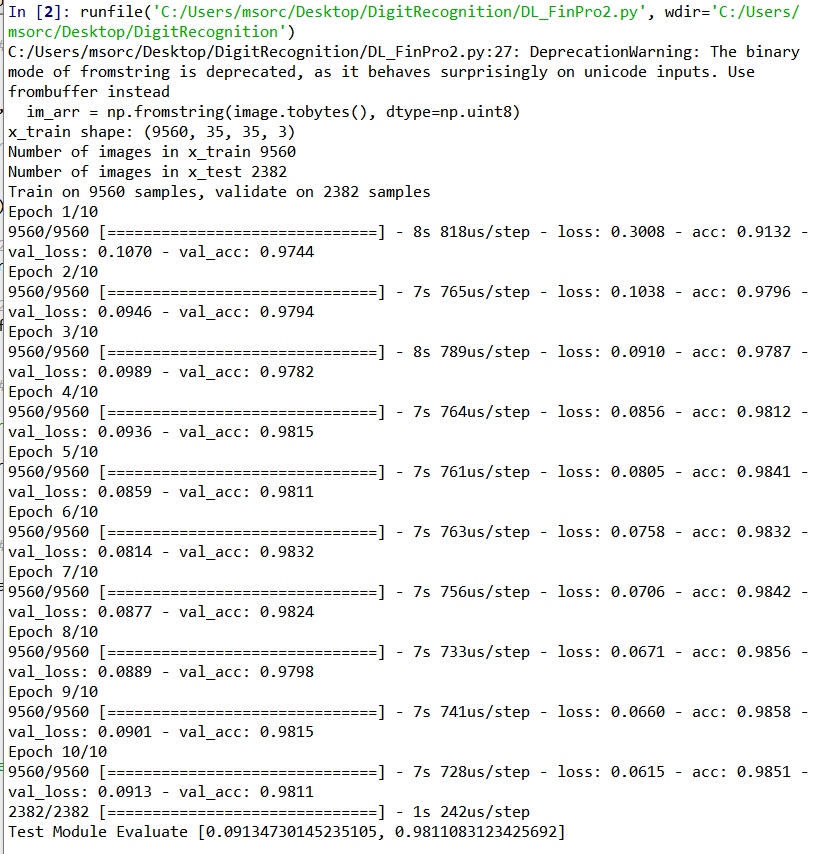 In [2]: runfile('C:/Users/msorc/Desktop/DigitRecognition/DL_FinPro2.py', wdir='C:/Users/
msorc/Desktop/DigitRecognition')
C:/Users/msorc/Desktop/DigitRecognition/DL_FinPro2.py:27: DeprecationWarning: The binary
mode of fromstring is deprecated, as it behaves surprisingly on unicode inputs. Use
frombuffer instead
  im_arr = np.fromstring(image.tobytes(), dtype=np.uint8)
x_train shape: (9560, 35, 35, 3)
Number of images in x_train 9560
Number of images in x_test 2382
Train on 9560 samples, validate on 2382 samples
Epoch 1/10
9560/9560 [==============================] - 8s 818us/step - loss: 0.3008 - acc: 0.9132 -
val_loss: 0.1070 - val_acc: 0.9744
Epoch 2/10
9560/9560 [==============================] - 7s 765us/step - loss: 0.1038 - acc: 0.9796 -
val_loss: 0.0946 - val_acc: 0.9794
Epoch 3/10
9560/9560 [==============================] - 8s 789us/step - loss: 0.0910 - acc: 0.9787 -
val_loss: 0.0989 - val_acc: 0.9782
Epoch 4/10
9560/9560 [==============================] - 7s 764us/step - loss: 0.0856 - acc: 0.9812 -
val_loss: 0.0936 - val_acc: 0.9815
Epoch 5/10
9560/9560 [==============================] - 7s 761us/step - loss: 0.0805 - acc: 0.9841 -
val_loss: 0.0859 - val_acc: 0.9811
Epoch 6/10
9560/9560 [==============================] - 7s 763us/step - loss: 0.0758 - acc: 0.9832 -
val_loss: 0.0814 - val_acc: 0.9832
Epoch 7/10
9560/9560 [==============================] - 7s 756us/step - loss: 0.0706 - acc: 0.9842 -
val_loss: 0.0877 - val_acc: 0.9824
Epoch 8/10
9560/9560 [==============================] - 7s 733us/step - loss: 0.0671 - acc: 0.9856 -
val_loss: 0.0889 - val_acc: 0.9798
Epoch 9/10
9560/9560 [==============================] - 7s 741us/step - loss: 0.0660 - acc: 0.9858 -
val_loss: 0.0901 - val_acc: 0.9815
Epoch 10/10
9560/9560 [==============================] - 7s 728us/step - loss: 0.0615 - acc: 0.9851 -
val_loss: 0.0913 - val_acc: 0.9811
2382/2382 [==============================] - 1s 242us/step
Test Module Evaluate [0.09134730145235105, 0.9811083123425692]